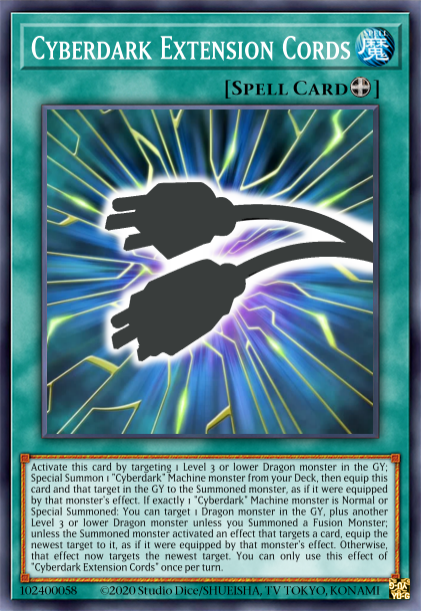 Cyberdark Extension Cords
SPELL
魔
[Spell Card]
Activate this card by targeting 1 Level 3 or lower Dragon monster in the GY;
Special Summon 1 "Cyberdark" Machine monster from your Deck, then equip
this card and that target in the GY to the Summoned monster, as if it were equipped
by that monster's effect. If exactly 1 "Cyberdark" Machine monster is Normal or
Special Summoned: You can target 1 Dragon monster in the GY, plus another
Level 3 or lower Dragon monster unless you Summoned a Fusion Monster;
unless the Summoned monster activated an effect that targets a card, equip the
newest target to it, as if it were equipped by that monster's effect. Otherwise,
that effect now targets the newest target. You can only use this effect of
"Cyberdark Extension Cords" once per turn.
102400058 ©2020 Studio Dice/SHUEISHA, TV TOKYO, KONAMI